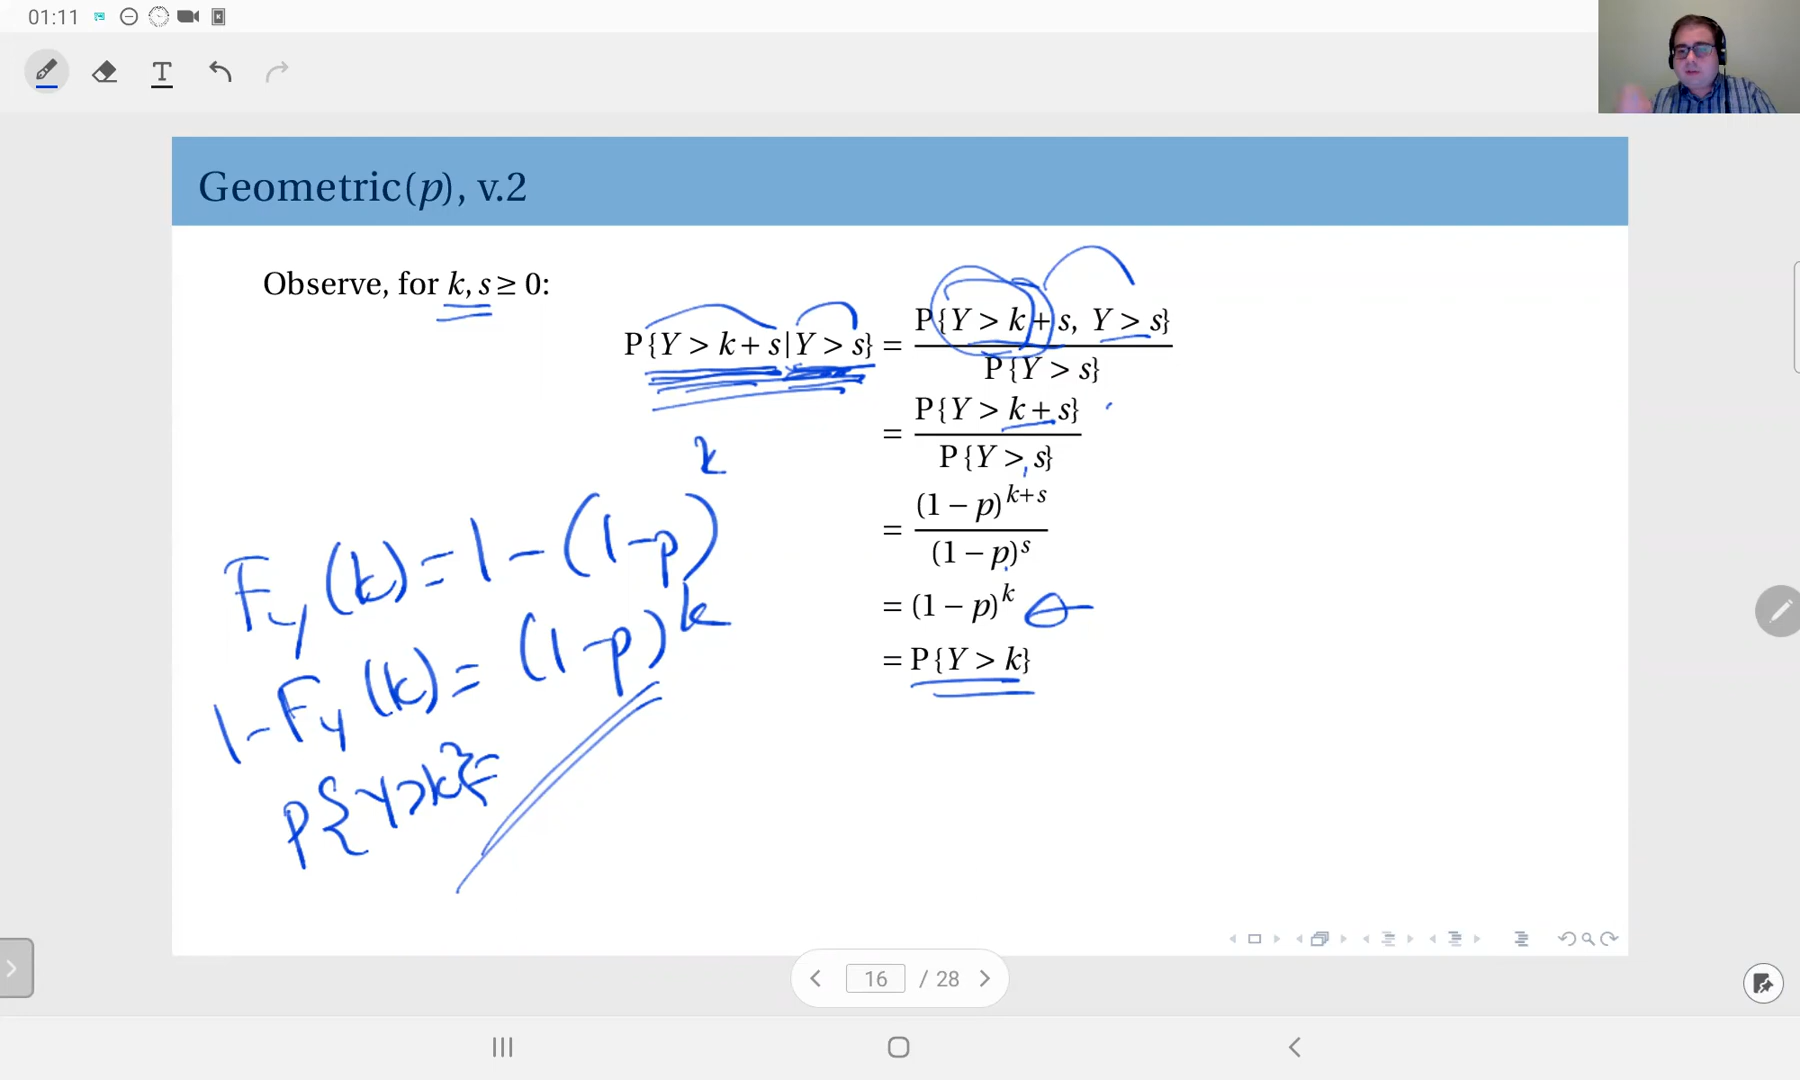 01:11
Geometric(p), v.2
Observe, for k, s ≥ 0:
P{Y > k + s|Y > s} = P{Y > k + s, Y > s} / P{Y > s}
= P{Y > k + s} / P{Y > s}
= (1 − p)^{k+s} / (1 − p)^s
= (1 − p)^k
= P{Y > k}
F_Y(k) = 1 − (1−p)^k
1 − F_Y(k) = (1−p)^k
P{Y>k} =
16 / 28